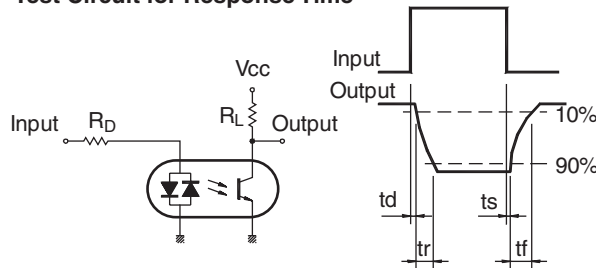 Test Circuit for Response Time
Input
RD
Vcc
RL
Output
Input
Output
10%
90%
td
ts
tr
tf